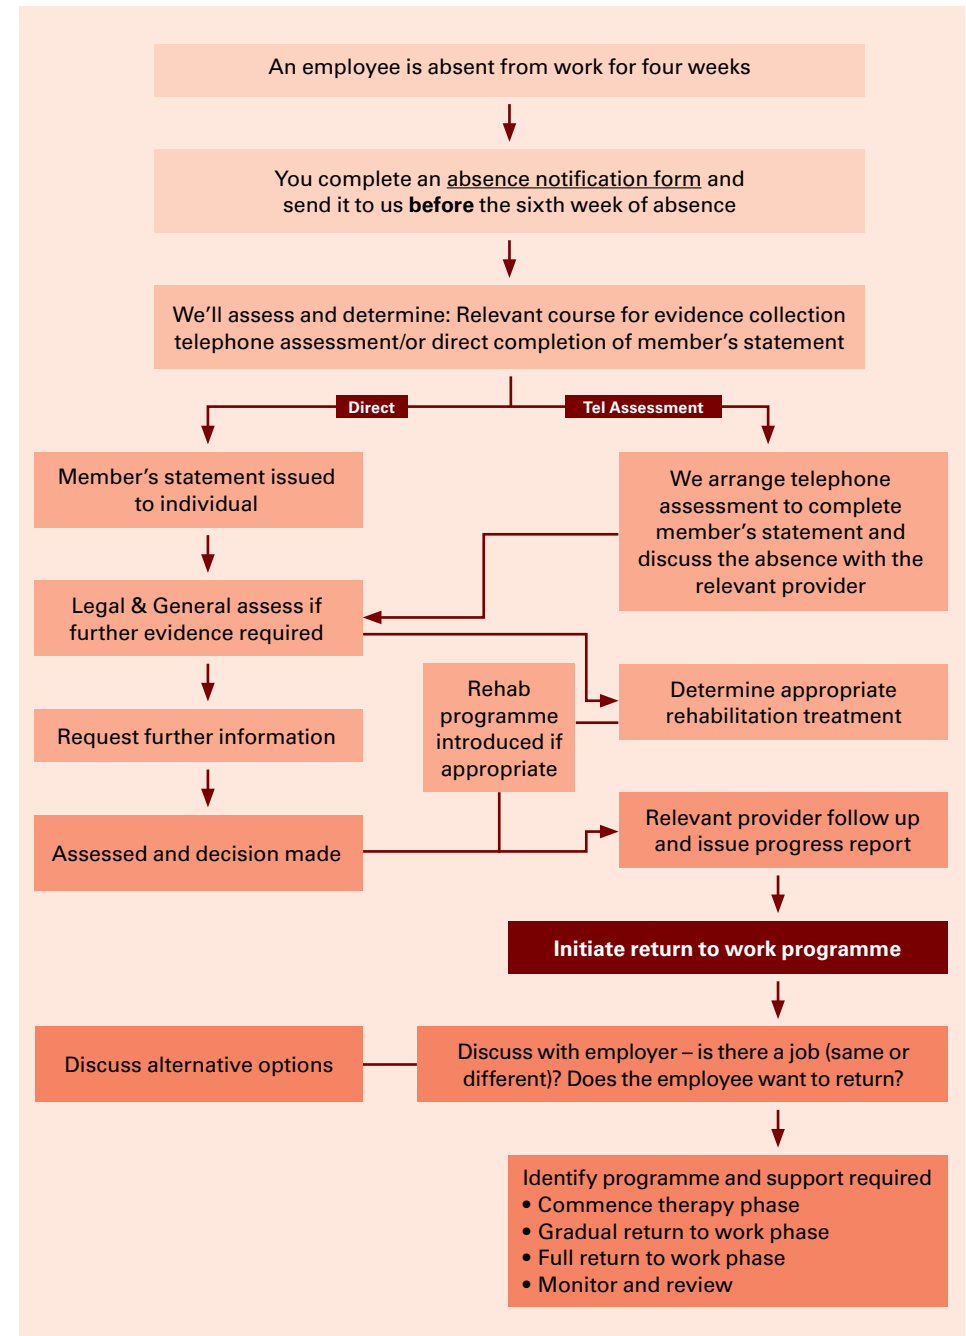 An employee is absent from work for four weeks
You complete an absence notification form and
send it to us before the sixth week of absence
We’ll assess and determine: Relevant course for evidence collection
telephone assessment/or direct completion of member’s statement
Direct
Tel Assessment
Member’s statement issued
to individual
We arrange telephone
assessment to complete
member’s statement and
discuss the absence with the
relevant provider
Legal & General assess if
further evidence required
Rehab
programme
introduced if
appropriate
Determine appropriate
rehabilitation treatment
Request further information
Relevant provider follow up
and issue progress report
Assessed and decision made
Initiate return to work programme
Discuss alternative options
Discuss with employer – is there a job (same or
different)? Does the employee want to return?
Identify programme and support required
• Commence therapy phase
• Gradual return to work phase
• Full return to work phase
• Monitor and review